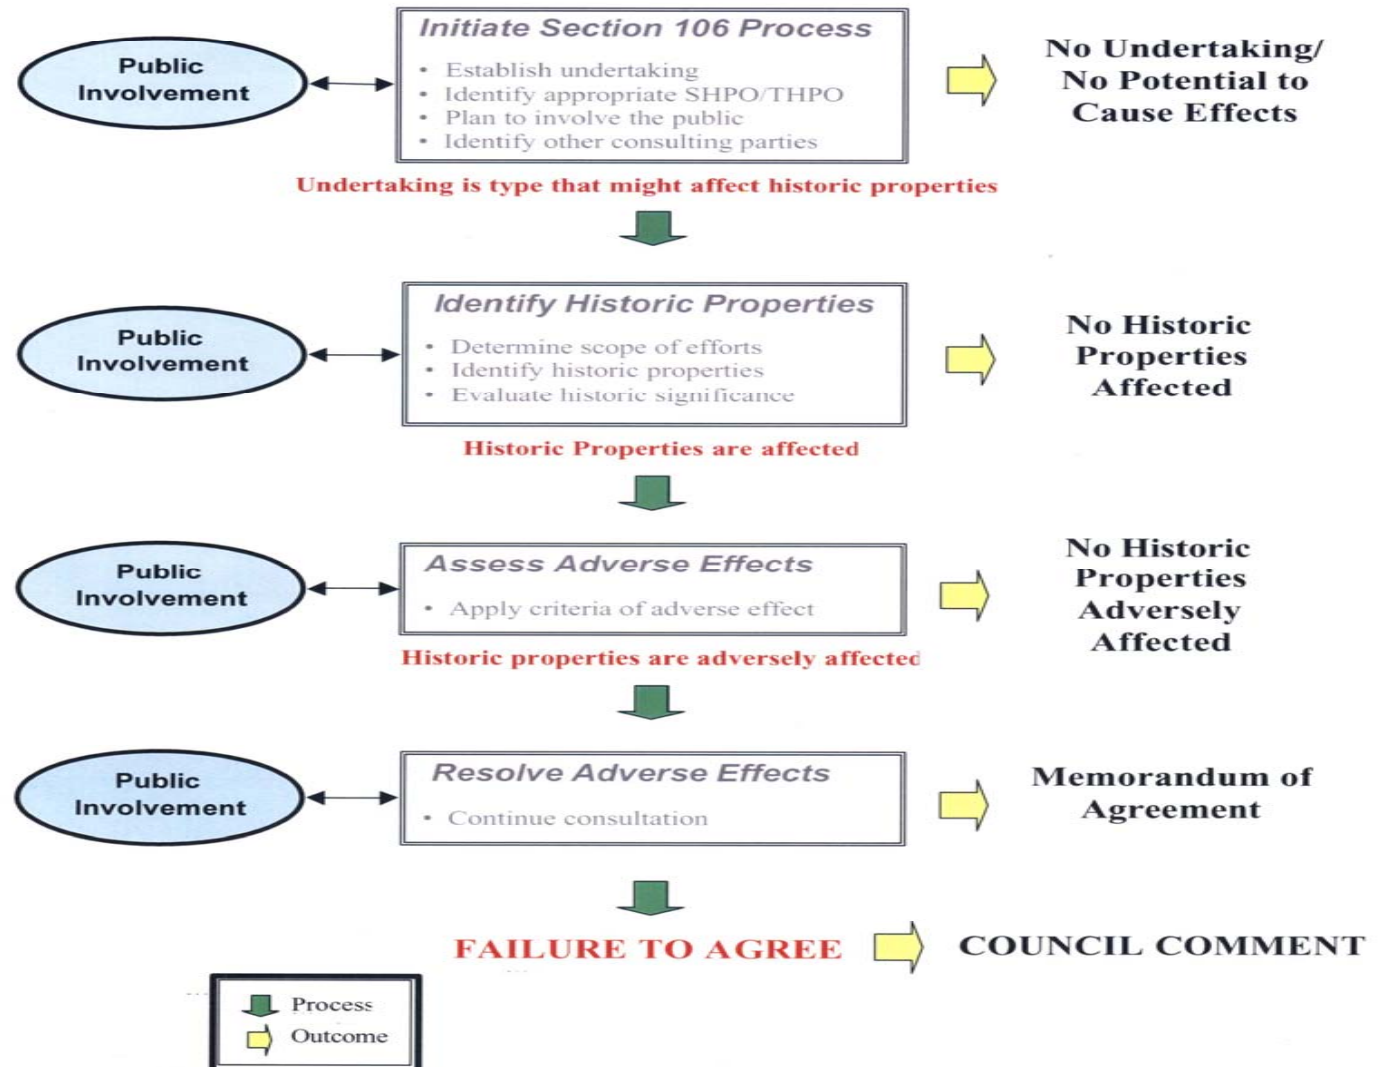 Initiate Section 106 Process
Public
Involvement
• Establish undertaking
• Identify appropriate SHPO/THPO
• Plan to involve the public
• Identify other consulting parties
No Undertaking/
No Potential to
Cause Effects
Undertaking is type that might affect historic properties
Identify Historic Properties
Public
Involvement
• Determine scope of efforts
• Identify historic properties
• Evaluate historic significance
No Historic
Properties
Affected
Historic Properties are affected
Assess Adverse Effects
Public
Involvement
• Apply criteria of adverse effect
No Historic
Properties
Adversely
Affected
Historic properties are adversely affected
Resolve Adverse Effects
Public
Involvement
• Continue consultation
Memorandum of
Agreement
FAILURE TO AGREE
COUNCIL COMMENT
Process
Outcome